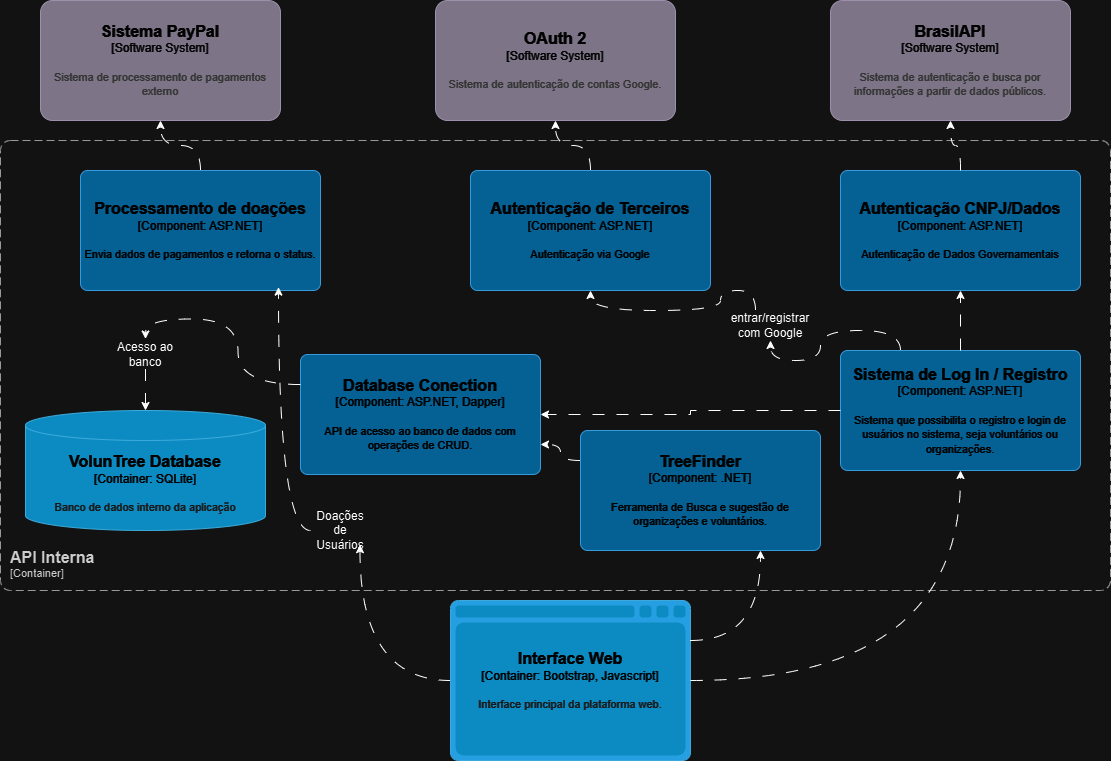 Sistema PayPal
[Software System]
Sistema de processamento de pagamentos
externo
OAuth 2
[Software System]
Sistema de autenticação de contas Google.
BrasilAPI
[Software System]
Sistema de autenticação e busca por
informações a partir de dados públicos.
Processamento de doações
[Component: ASP.NET]
Envia dados de pagamentos e retorna o status.
Autenticação de Terceiros
[Component: ASP.NET]
Autenticação via Google
Autenticação CNPJ/Dados
[Component: ASP.NET]
Autenticação de Dados Governamentais
entrar/registrar
com Google
Acesso ao
banco
Database Conection
[Component: ASP.NET, Dapper]
API de acesso ao banco de dados com
operações de CRUD.
Sistema de Log In / Registro
[Component: ASP.NET]
Sistema que possibilita o registro e login de
usuários no sistema, seja voluntários ou
organizações.
VolunTree Database
[Container: SQLite]
Banco de dados interno da aplicação
TreeFinder
[Component: .NET]
Ferramenta de Busca e sugestão de
organizações e voluntários.
Doações
de
Usuários
API Interna
[Container]
Interface Web
[Container: Bootstrap, Javascript]
Interface principal da plataforma web.